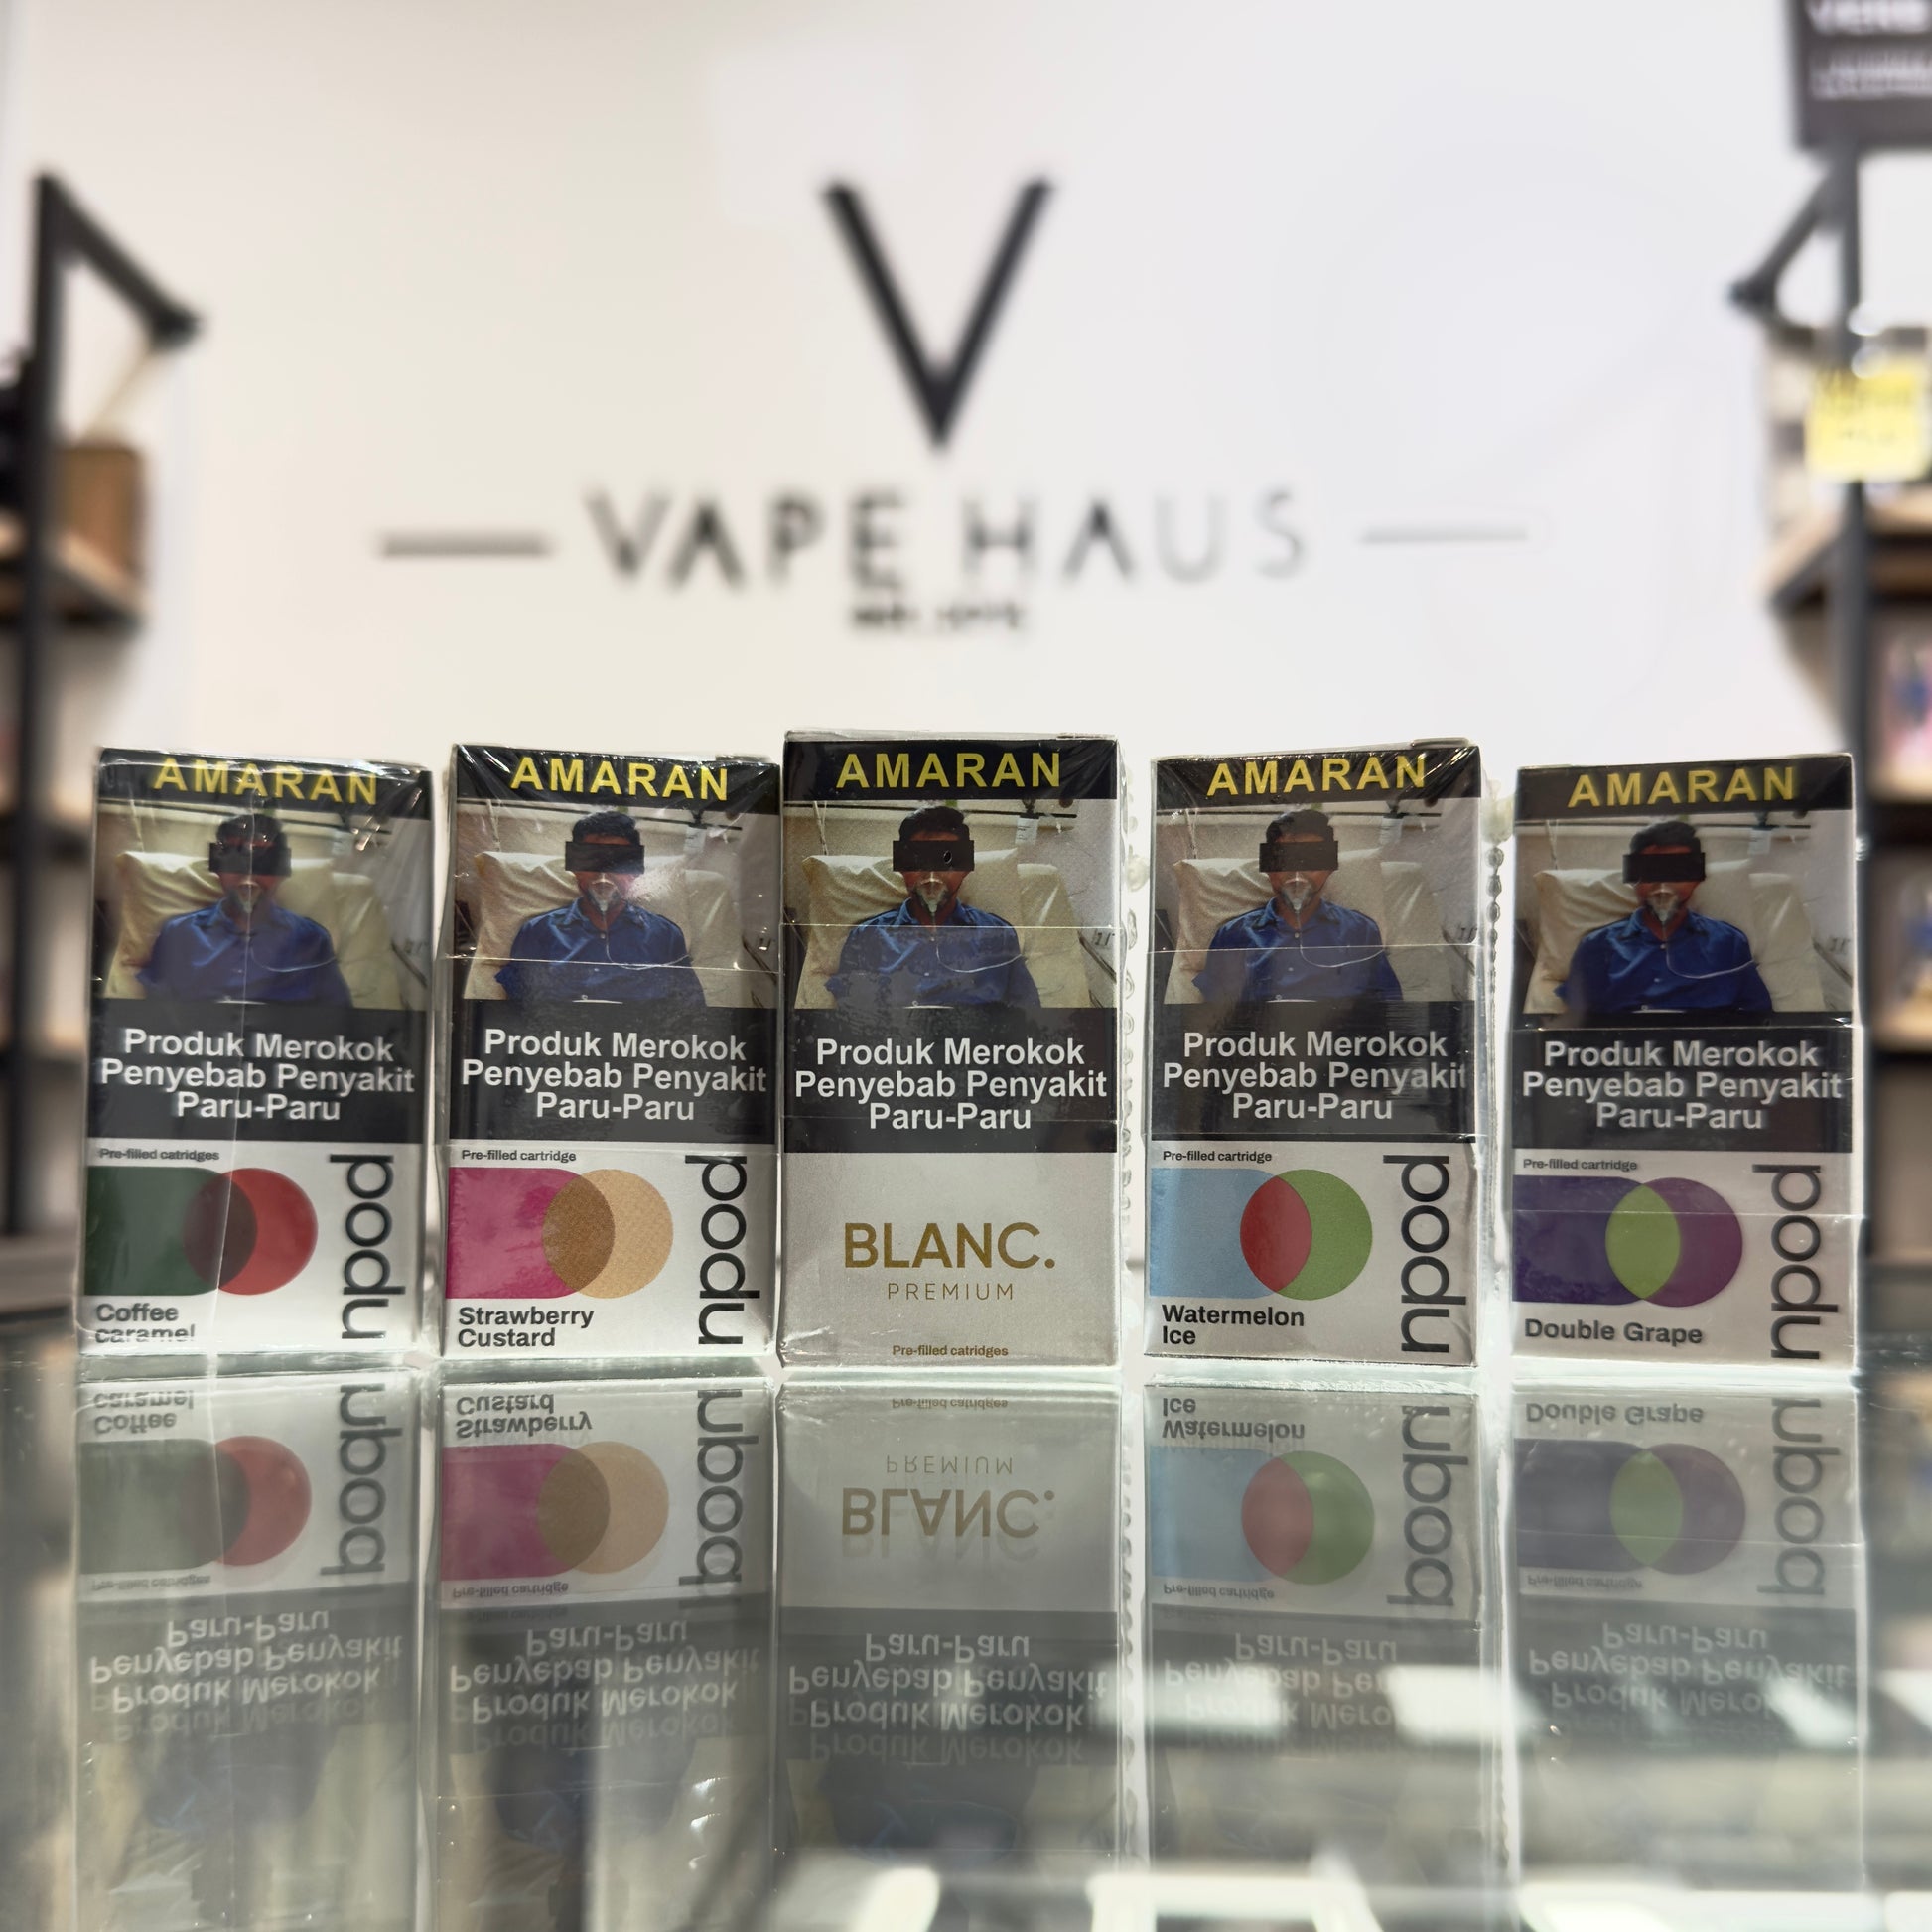 V
VAPE HAUS
AMARAN
Produk Merokok
Penyebab Penyakit
Paru-Paru
Pre-filled catridges
npod
Coffee
caramel
AMARAN
Produk Merokok
Penyebab Penyakit
Paru-Paru
Pre-filled cartridge
npod
Strawberry
Custard
AMARAN
Produk Merokok
Penyebab Penyakit
Paru-Paru
BLANC.
PREMIUM
Pre-filled catridges
AMARAN
Produk Merokok
Penyebab Penyakit
Paru-Paru
Pre-filled cartridge
npod
Watermelon
Ice
AMARAN
Produk Merokok
Penyebab Penyakit
Paru-Paru
Pre-filled cartridge
npod
Double Grape